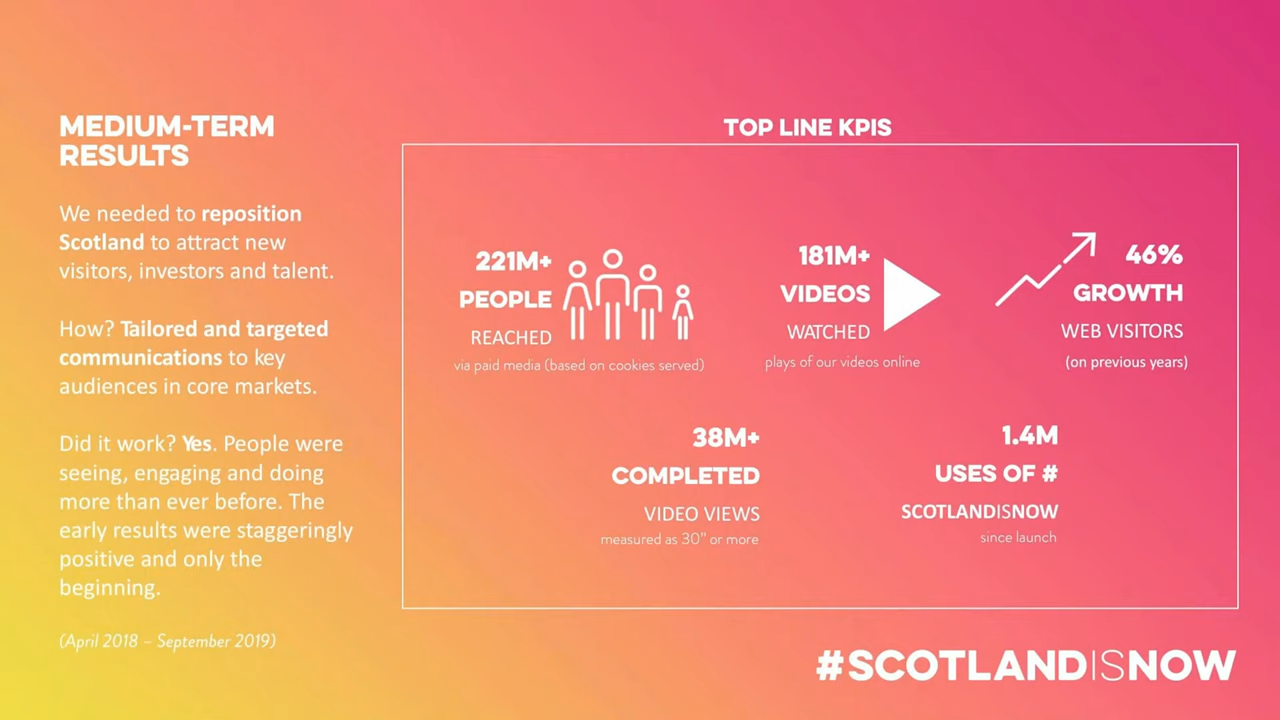 MEDIUM-TERM
RESULTS
We needed to reposition
Scotland to attract new
visitors, investors and talent.
How? Tailored and targeted
communications to key
audiences in core markets.
Did it work? Yes. People were
seeing, engaging and doing
more than ever before. The
early results were staggeringly
positive and only the
beginning.
(April 2018 – September 2019)
TOP LINE KPIS
221M+
PEOPLE
REACHED
via paid media (based on cookies served)
181M+
VIDEOS
WATCHED
plays of our videos online
46%
GROWTH
WEB VISITORS
(on previous years)
38M+
COMPLETED
VIDEO VIEWS
measured as 30" or more
1.4M
USES OF #
SCOTLANDISNOW
since launch
#SCOTLANDISNOW